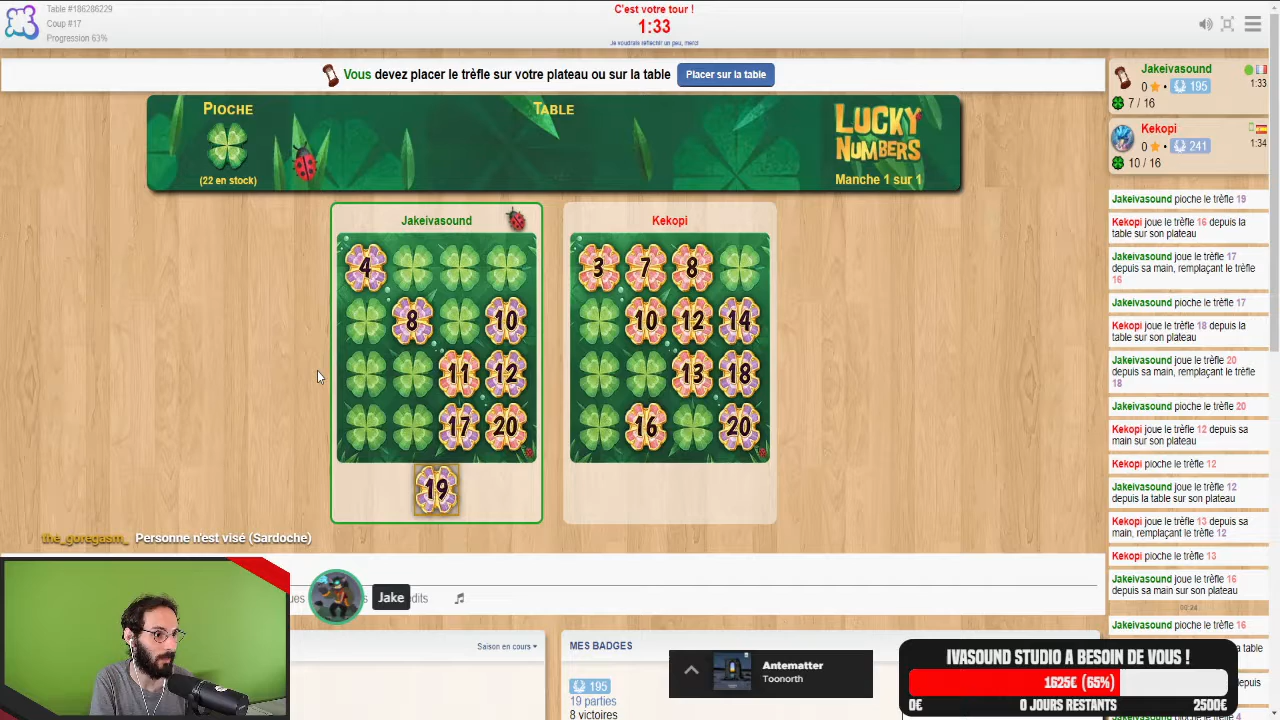 Table #186286229
Coup #17
Progression 63%
C'est votre tour !
1:33
Je voudrais réfléchir un peu, merci
Vous devez placer le trèfle sur votre plateau ou sur la table
Placer sur la table
PIOCHE
(22 en stock)
TABLE
LUCKY
NUMBERS
Manche 1 sur 1
Jakeivasound
4
8 10
11 12
17 20
19
Kekopi
3 7 8
10 12 14
13 18
16 20
Jakeivasound
0 • 195
1:33
7 / 16
Kekopi
0 • 241
1:34
10 / 16
Jakeivasound pioche le trèfle 19
Kekopi joue le trèfle 16 depuis la
table sur son plateau
Jakeivasound joue le trèfle 17
depuis sa main, remplaçant le trèfle
16
Jakeivasound pioche le trèfle 17
Kekopi joue le trèfle 18 depuis la
table sur son plateau
Jakeivasound joue le trèfle 20
depuis sa main, remplaçant le trèfle
18
Jakeivasound pioche le trèfle 20
Kekopi joue le trèfle 12 depuis sa
main sur son plateau
Kekopi pioche le trèfle 12
Jakeivasound joue le trèfle 12
depuis la table sur son plateau
Kekopi joue le trèfle 13 depuis sa
main, remplaçant le trèfle 12
Kekopi pioche le trèfle 13
Jakeivasound joue le trèfle 16
depuis sa main sur son plateau
00:24
Jakeivasound pioche le trèfle 16
the_goregasm_ Personne n'est visé (Sardoche)
Jake
Saison en cours
MES BADGES
195
19 parties
8 victoires
Antematter
Toonorth
IVASOUND STUDIO A BESOIN DE VOUS !
1625€ (65%)
0€ 0 JOURS RESTANTS 2500€